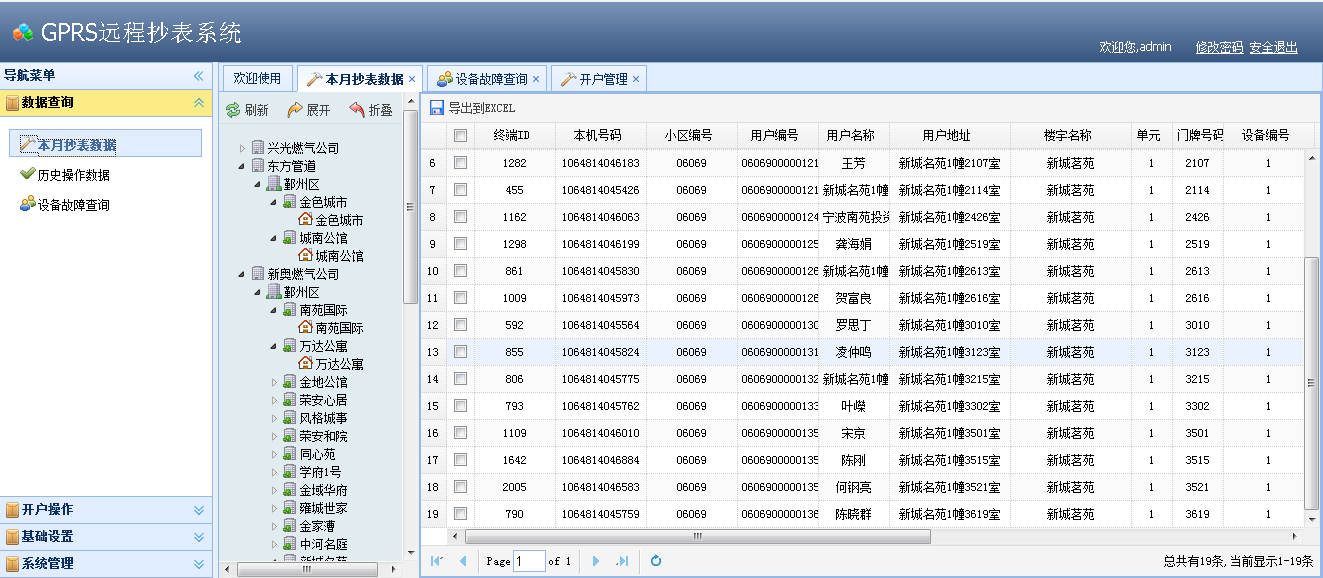 GPRS远程抄表系统
欢迎您,admin 修改密码 安全退出
导航菜单
数据查询
本月抄表数据
历史操作数据
设备故障查询
开户操作
基础设置
系统管理
欢迎使用 本月抄表数据 设备故障查询 开户管理
刷新 展开 折叠
兴光燃气公司
东方管道
鄞州区
金色城市
金色城市
城南公馆
城南公馆
新奥燃气公司
鄞州区
南苑国际
南苑国际
万达公寓
万达公寓
金地公馆
荣安心居
风格城事
荣安和院
同心苑
学府1号
金域华府
雍城世家
金家漕
中河名庭
导出到EXCEL
终端ID 本机号码 小区编号 用户编号 用户名称 用户地址 楼宇名称 单元 门牌号码 设备编号
6 1282 1064814046183 06069 0606900000121 王芳 新城名苑1幢2107室 新城茗苑 1 2107 1
7 455 1064814045426 06069 0606900000121 新城名苑1幢 新城名苑1幢2114室 新城茗苑 1 2114 1
8 1162 1064814046063 06069 0606900000124 宁波南苑投资 新城名苑1幢2426室 新城茗苑 1 2426 1
9 1298 1064814046199 06069 0606900000125 龚海娟 新城名苑1幢2519室 新城茗苑 1 2519 1
10 861 1064814045830 06069 0606900000126 新城名苑1幢 新城名苑1幢2613室 新城茗苑 1 2613 1
11 1009 1064814045973 06069 0606900000126 贺富良 新城名苑1幢2616室 新城茗苑 1 2616 1
12 592 1064814045564 06069 0606900000130 罗思丁 新城名苑1幢3010室 新城茗苑 1 3010 1
13 855 1064814045824 06069 0606900000131 凌仲鸣 新城名苑1幢3123室 新城茗苑 1 3123 1
14 806 1064814045775 06069 0606900000132 新城名苑1幢 新城名苑1幢3215室 新城茗苑 1 3215 1
15 793 1064814045762 06069 0606900000133 叶嶸 新城名苑1幢3302室 新城茗苑 1 3302 1
16 1109 1064814046010 06069 0606900000135 宋京 新城名苑1幢3501室 新城茗苑 1 3501 1
17 1642 1064814046884 06069 0606900000135 陈刚 新城名苑1幢3515室 新城茗苑 1 3515 1
18 2005 1064814046583 06069 0606900000135 何钢亮 新城名苑1幢3521室 新城茗苑 1 3521 1
19 790 1064814045759 06069 0606900000136 陈晓群 新城名苑1幢3619室 新城茗苑 1 3619 1
Page 1 of 1
总共有19条,当前显示1-19条